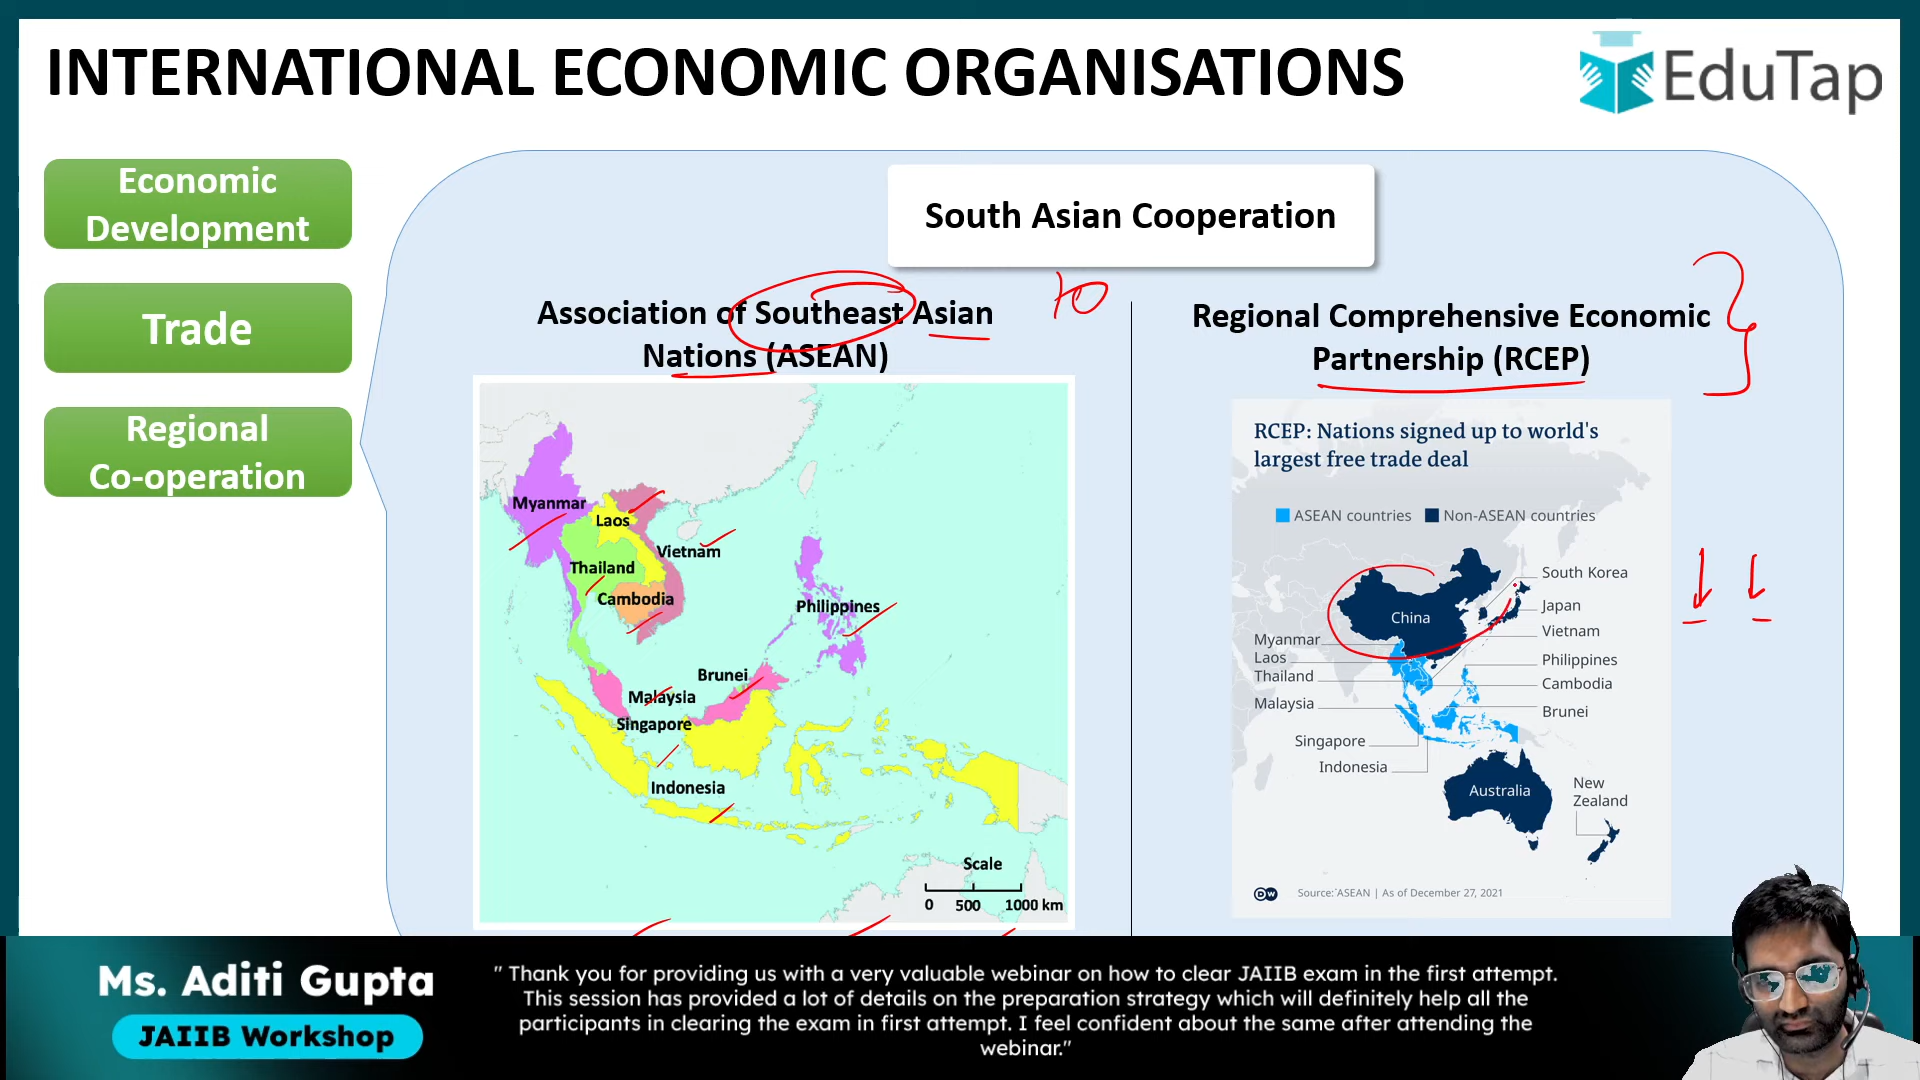 INTERNATIONAL ECONOMIC ORGANISATIONS
EduTap
Economic
Development
Trade
Regional
Co-operation
South Asian Cooperation
Association of Southeast Asian
Nations (ASEAN)
10
Myanmar
Laos
Vietnam
Thailand
Cambodia
Philippines
Brunei
Malaysia
Singapore
Indonesia
Scale
0 500 1000 km
Regional Comprehensive Economic
Partnership (RCEP)
RCEP: Nations signed up to world's
largest free trade deal
ASEAN countries Non-ASEAN countries
South Korea
Japan
China
Vietnam
Myanmar
Laos
Philippines
Thailand
Cambodia
Malaysia
Brunei
Singapore
Indonesia
Australia
New
Zealand
DW Source: ASEAN | As of December 27, 2021
Ms. Aditi Gupta
JAIIB Workshop
" Thank you for providing us with a very valuable webinar on how to clear JAIIB exam in the first attempt.
This session has provided a lot of details on the preparation strategy which will definitely help all the
participants in clearing the exam in first attempt. I feel confident about the same after attending the
webinar."